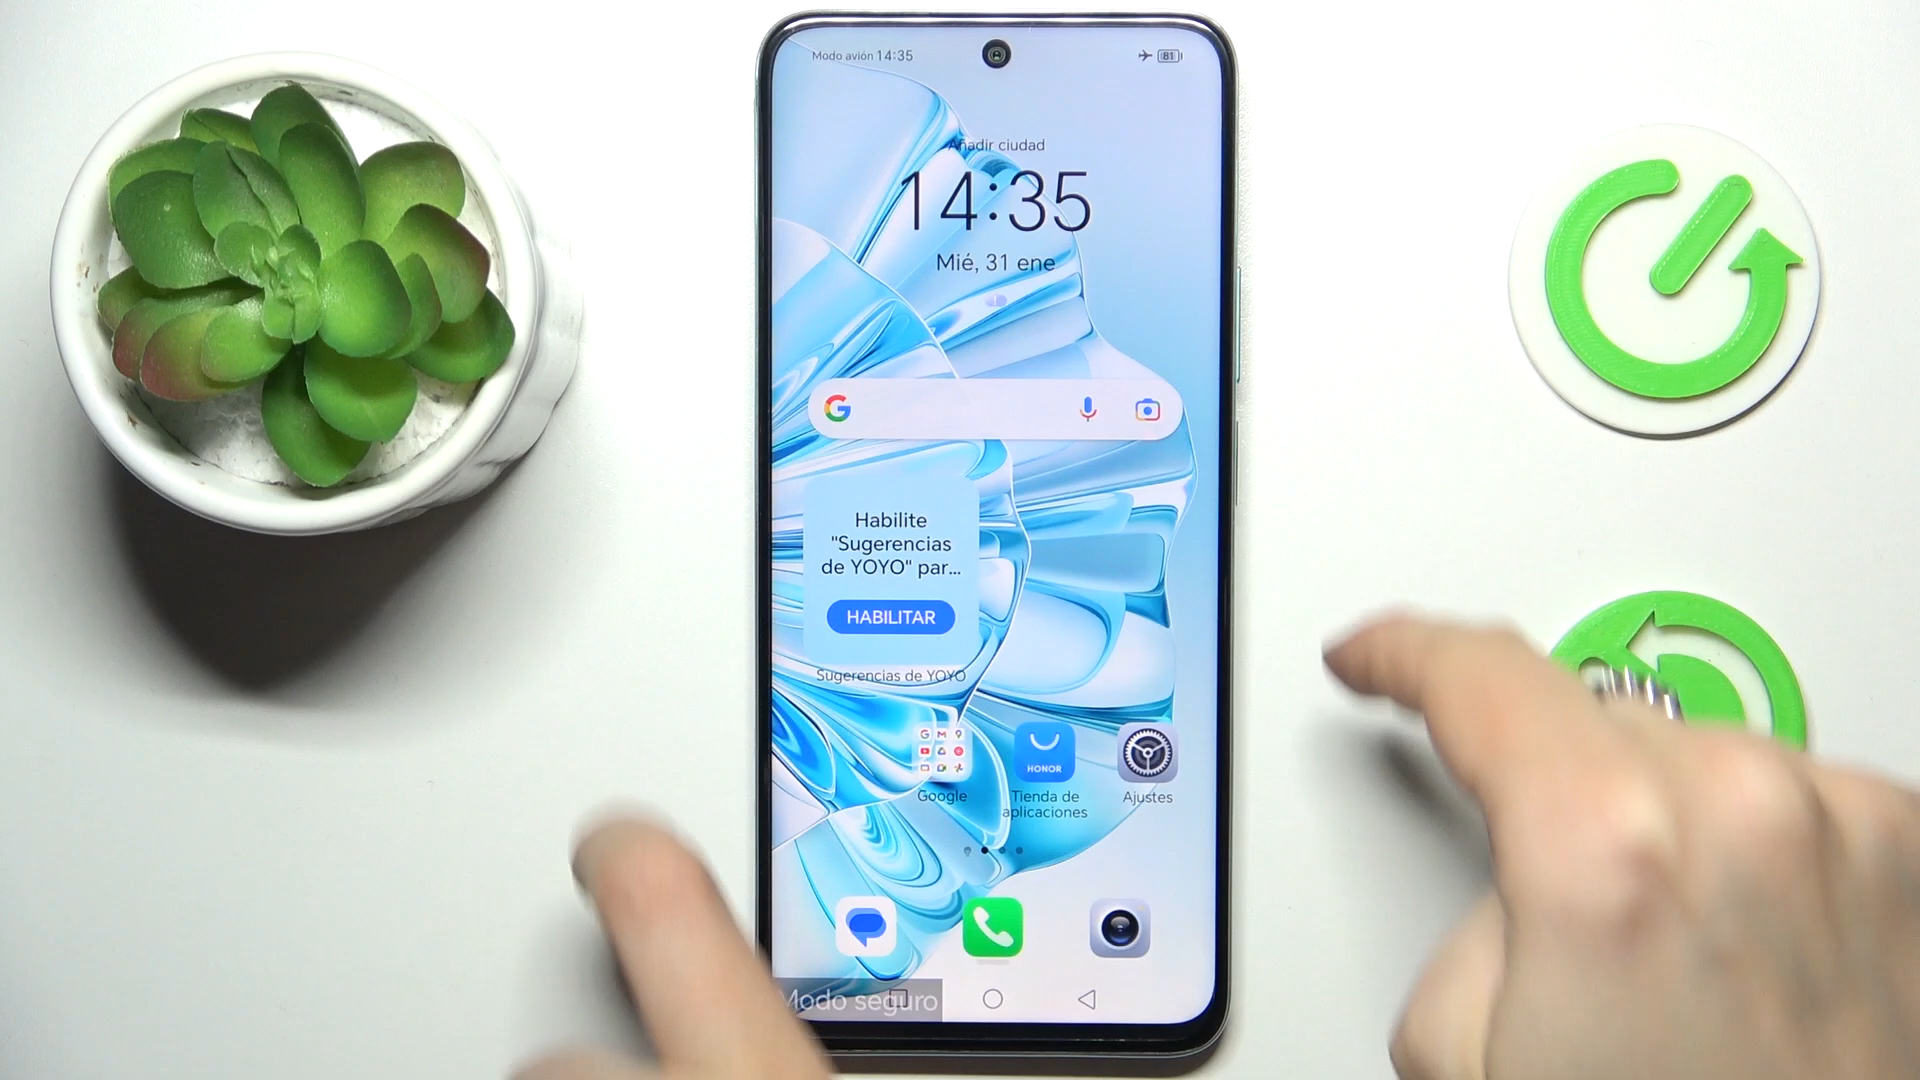 Modo avión 14:35
81
Añadir ciudad
14:35
Mié, 31 ene
Habilite
"Sugerencias
de YOYO" par...
HABILITAR
Sugerencias de YOYO
HONOR
Google
Tienda de
aplicaciones
Ajustes
Modo seguro